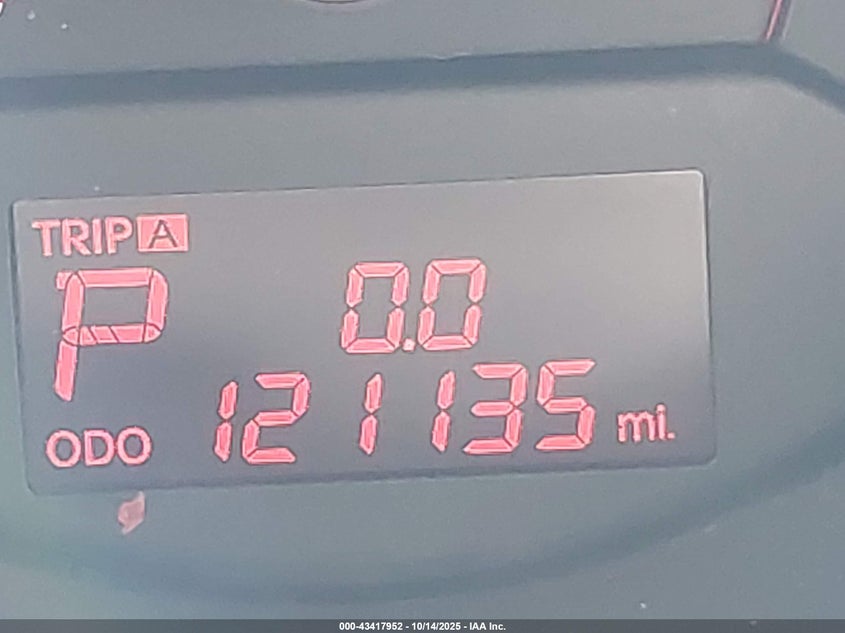 TRIP A
P 0.0
ODO 121135 mi.
000-43417952 - 10/14/2025 - IAA Inc.